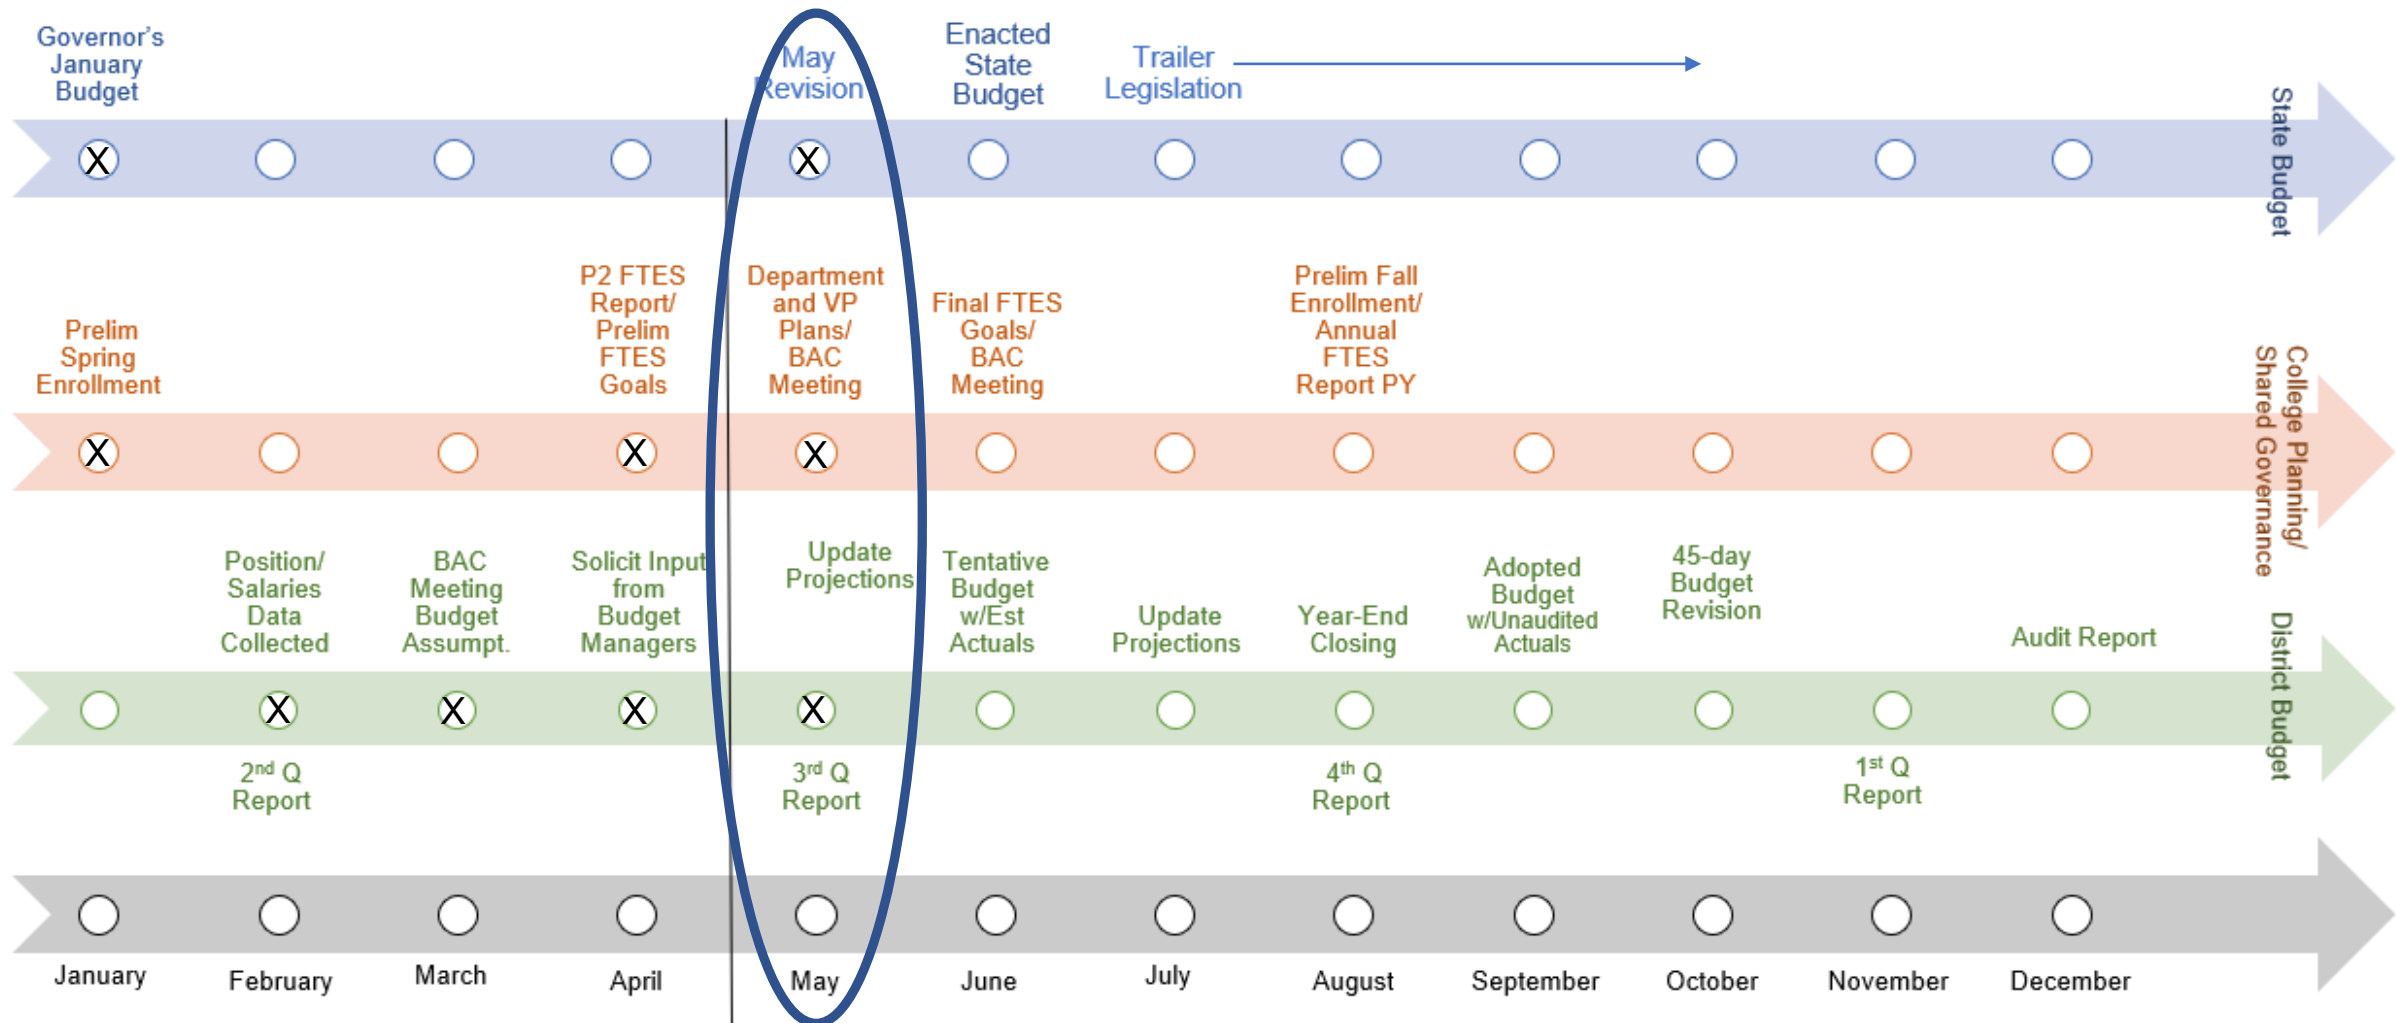 Governor's
January
Budget
May
Revision
Enacted
State
Budget
Trailer
Legislation
State Budget
X
X
Prelim
Spring
Enrollment
P2 FTES
Report/
Prelim
FTES
Goals
Department
and VP
Plans/
BAC
Meeting
Final FTES
Goals/
BAC
Meeting
Prelim Fall
Enrollment/
Annual
FTES
Report PY
College Planning/
Shared Governance
X
X
X
Position/
Salaries
Data
Collected
BAC
Meeting
Budget
Assumpt.
Solicit Input
from
Budget
Managers
Update
Projections
Tentative
Budget
w/Est
Actuals
Update
Projections
Year-End
Closing
Adopted
Budget
w/Unaudited
Actuals
45-day
Budget
Revision
Audit Report
District Budget
X
X
X
X
2nd Q
Report
3rd Q
Report
4th Q
Report
1st Q
Report
January
February
March
April
May
June
July
August
September
October
November
December